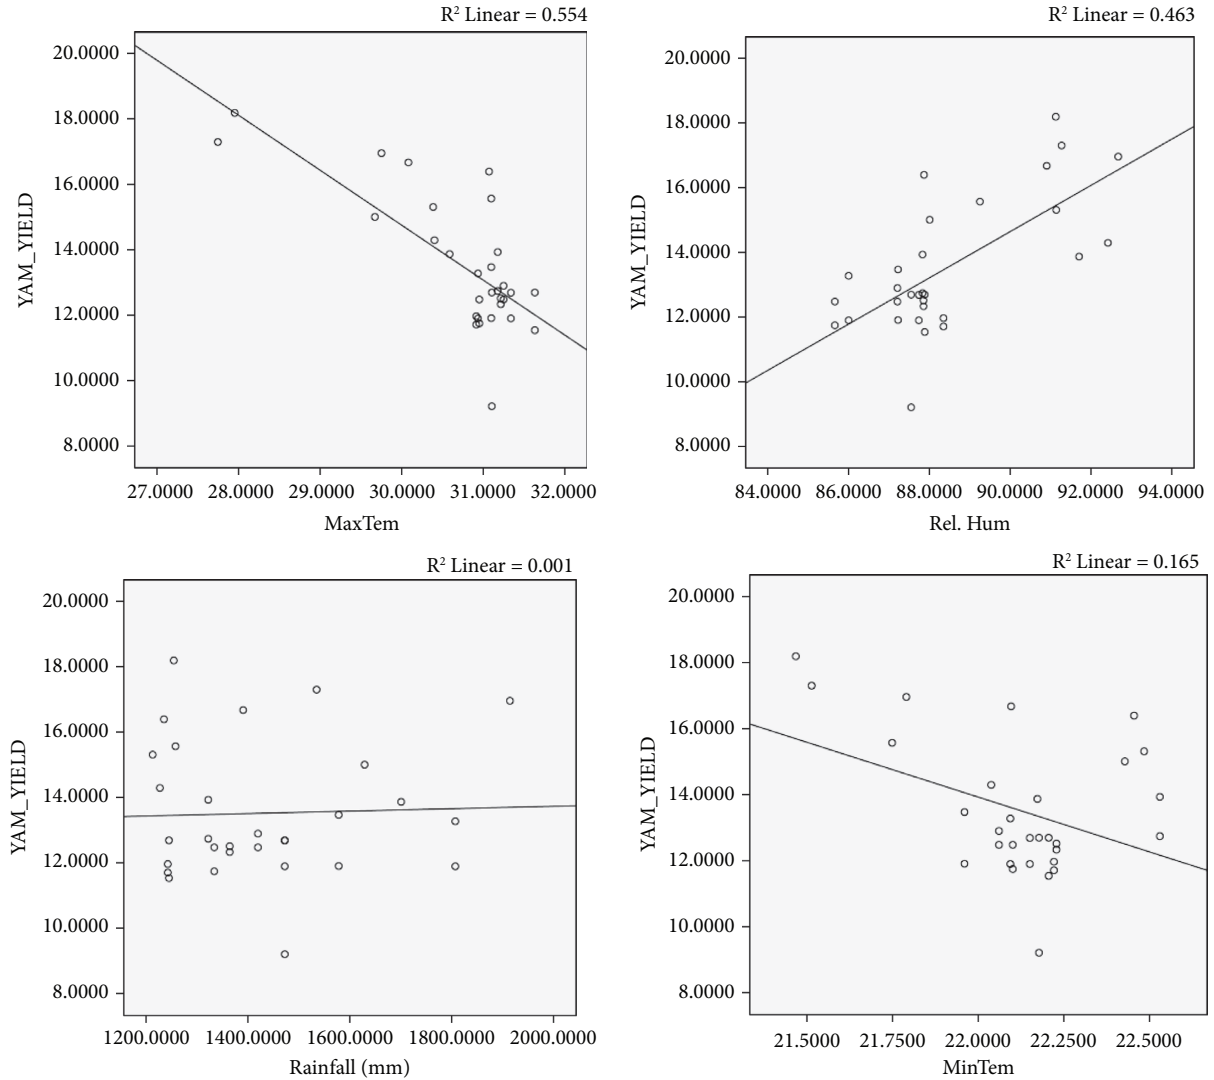 R² Linear = 0.554
20.0000
18.0000
16.0000
14.0000
12.0000
10.0000
8.0000
YAM_YIELD
27.0000 28.0000 29.0000 30.0000 31.0000 32.0000
MaxTem
R² Linear = 0.463
20.0000
18.0000
16.0000
14.0000
12.0000
10.0000
8.0000
YAM_YIELD
84.0000 86.0000 88.0000 90.0000 92.0000 94.0000
Rel. Hum
R² Linear = 0.001
20.0000
18.0000
16.0000
14.0000
12.0000
10.0000
8.0000
YAM_YIELD
1200.0000 1400.0000 1600.0000 1800.0000 2000.0000
Rainfall (mm)
R² Linear = 0.165
20.0000
18.0000
16.0000
14.0000
12.0000
10.0000
8.0000
YAM_YIELD
21.5000 21.7500 22.0000 22.2500 22.5000
MinTem